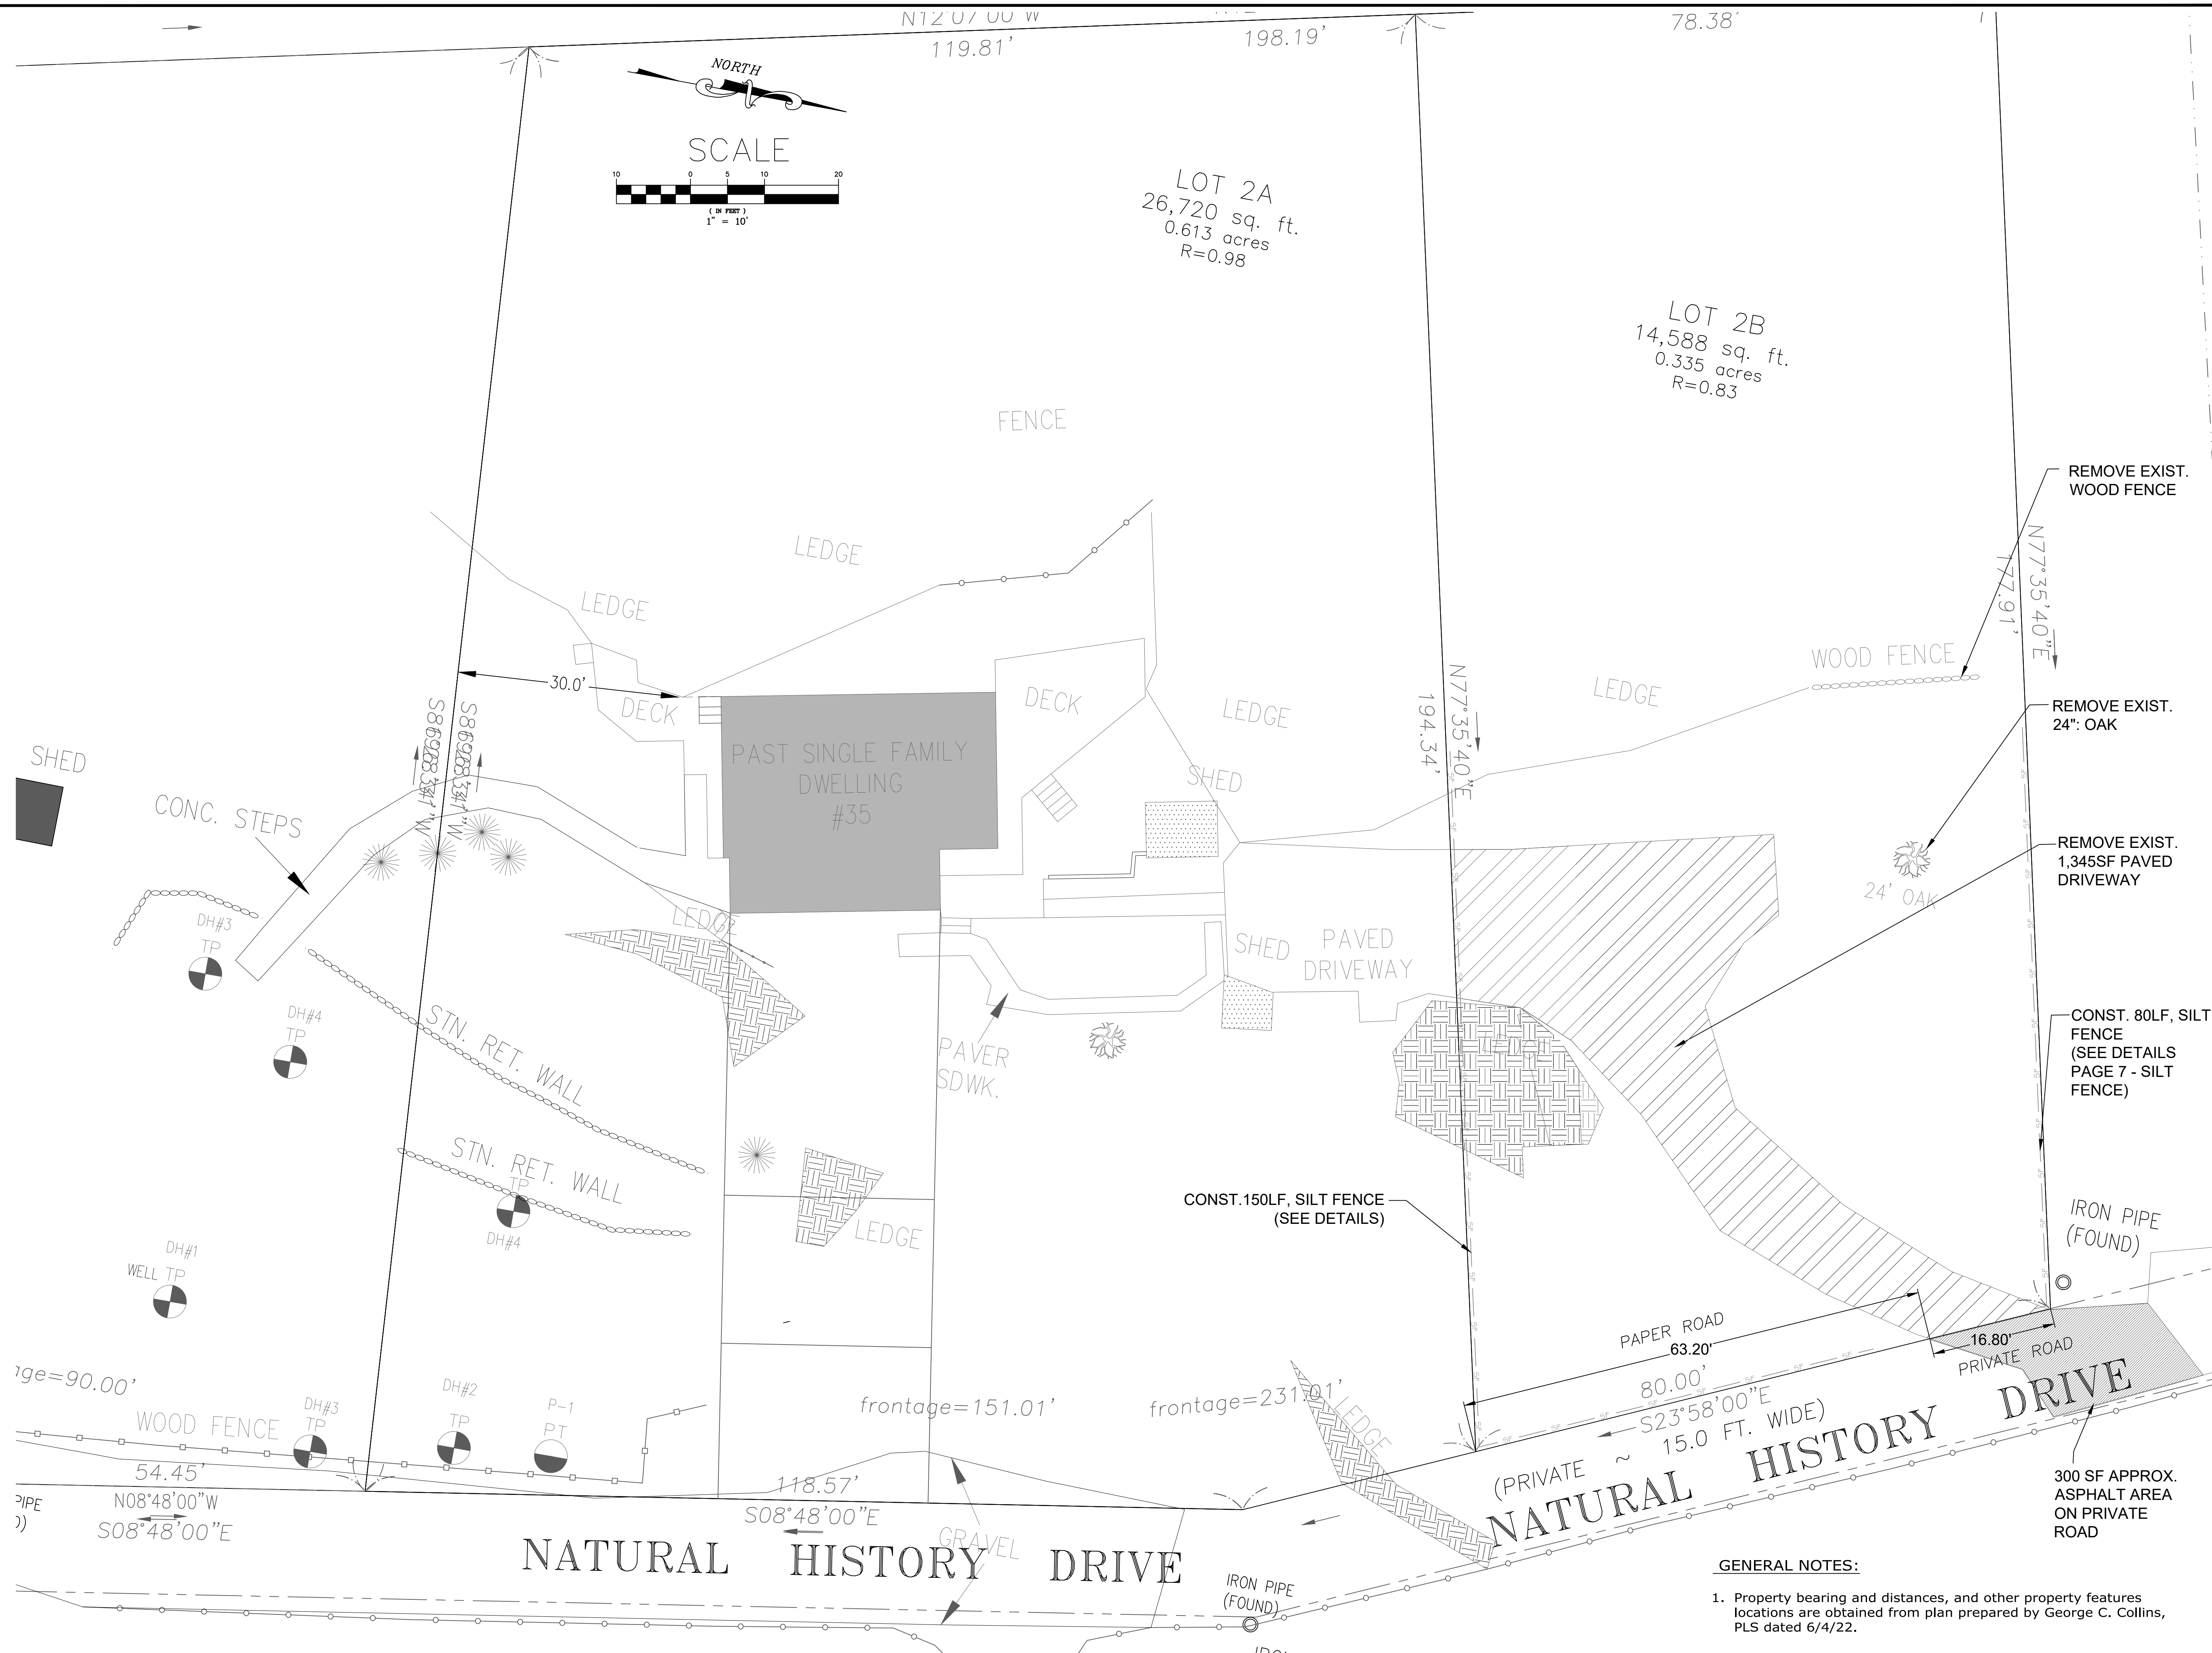 N12°07'00"W
119.81'
198.19'
78.38'
NORTH
SCALE
10 0 5 10 20
( IN FEET )
1" = 10'
LOT 2A
26,720 sq. ft.
0.613 acres
R=0.98
LOT 2B
14,588 sq. ft.
0.335 acres
R=0.83
FENCE
LEDGE
LEDGE
REMOVE EXIST.
WOOD FENCE
N77°35'40"E
177.91'
WOOD FENCE
LEDGE
30.0'
DECK
DECK
LEDGE
N77°35'40"E
194.34'
REMOVE EXIST.
24": OAK
PAST SINGLE FAMILY
DWELLING
#35
SHED
SHED
CONC. STEPS
REMOVE EXIST.
1,345SF PAVED
DRIVEWAY
24' OAK
DH#3
TP
LEDGE
SHED
PAVED
DRIVEWAY
DH#4
TP
STN. RET. WALL
PAVER
SDWK.
CONST. 80LF, SILT
FENCE
(SEE DETAILS
PAGE 7 - SILT
FENCE)
STN. RET. WALL
TP
DH#4
LEDGE
CONST.150LF, SILT FENCE
(SEE DETAILS)
IRON PIPE
(FOUND)
DH#1
WELL TP
PAPER ROAD
63.20'
16.80'
PRIVATE ROAD
80.00'
S23°58'00"E
(PRIVATE ~ 15.0 FT. WIDE)
NATURAL HISTORY DRIVE
age=90.00'
WOOD FENCE
DH#3
TP
DH#2
TP
P-1
PT
frontage=151.01'
frontage=231.01'
LEDGE
54.45'
N08°48'00"W
S08°48'00"E
118.57'
S08°48'00"E
GRAVEL
PIPE
NATURAL HISTORY DRIVE
IRON PIPE
(FOUND)
300 SF APPROX.
ASPHALT AREA
ON PRIVATE
ROAD
GENERAL NOTES:
1. Property bearing and distances, and other property features
locations are obtained from plan prepared by George C. Collins,
PLS dated 6/4/22.